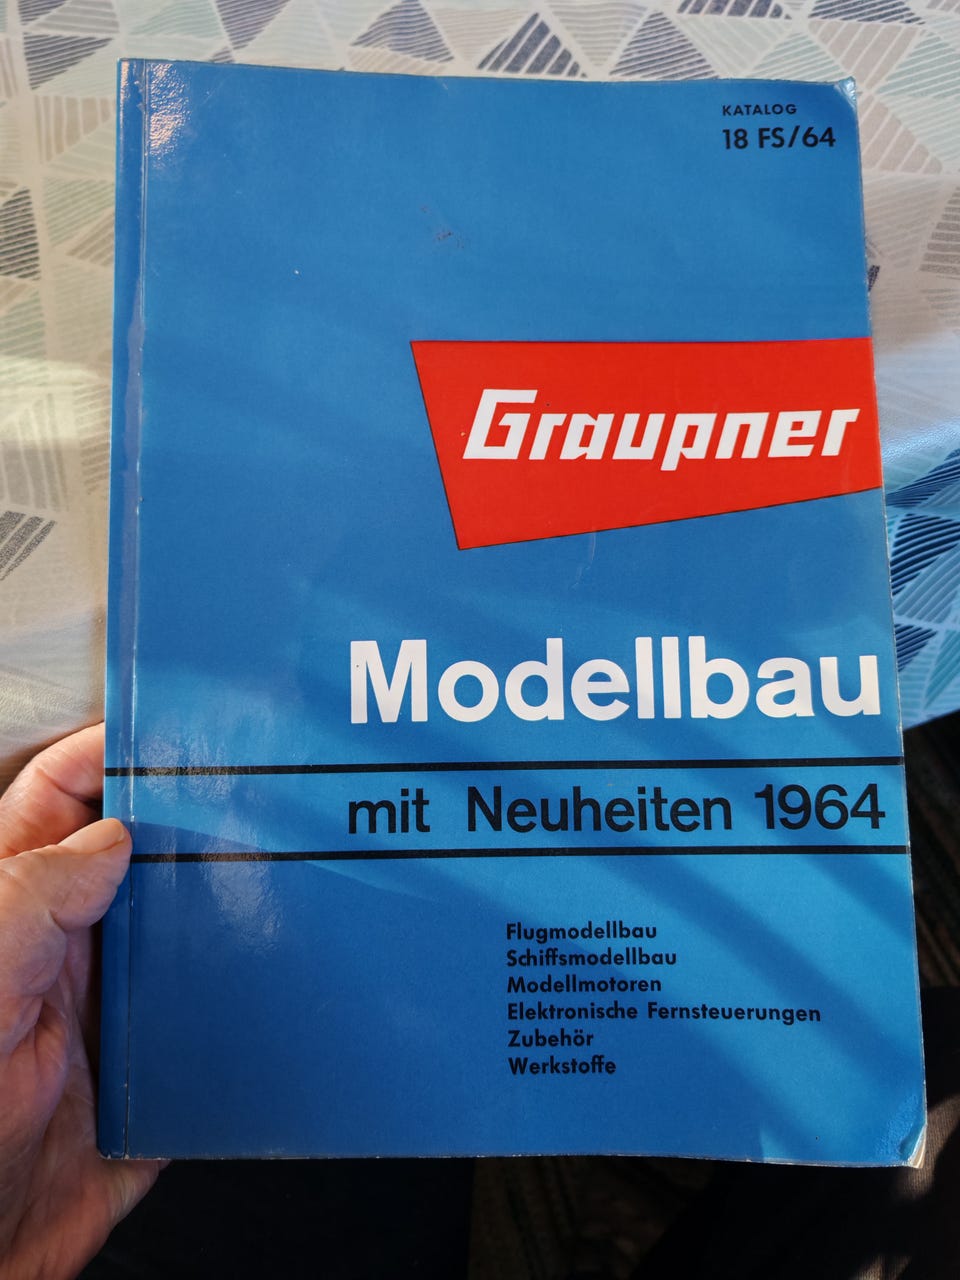 KATALOG
18 FS/64
Graupner
Modellbau
mit Neuheiten 1964
Flugmodellbau
Schiffsmodellbau
Modellmotoren
Elektronische Fernsteuerungen
Zubehör
Werkstoffe